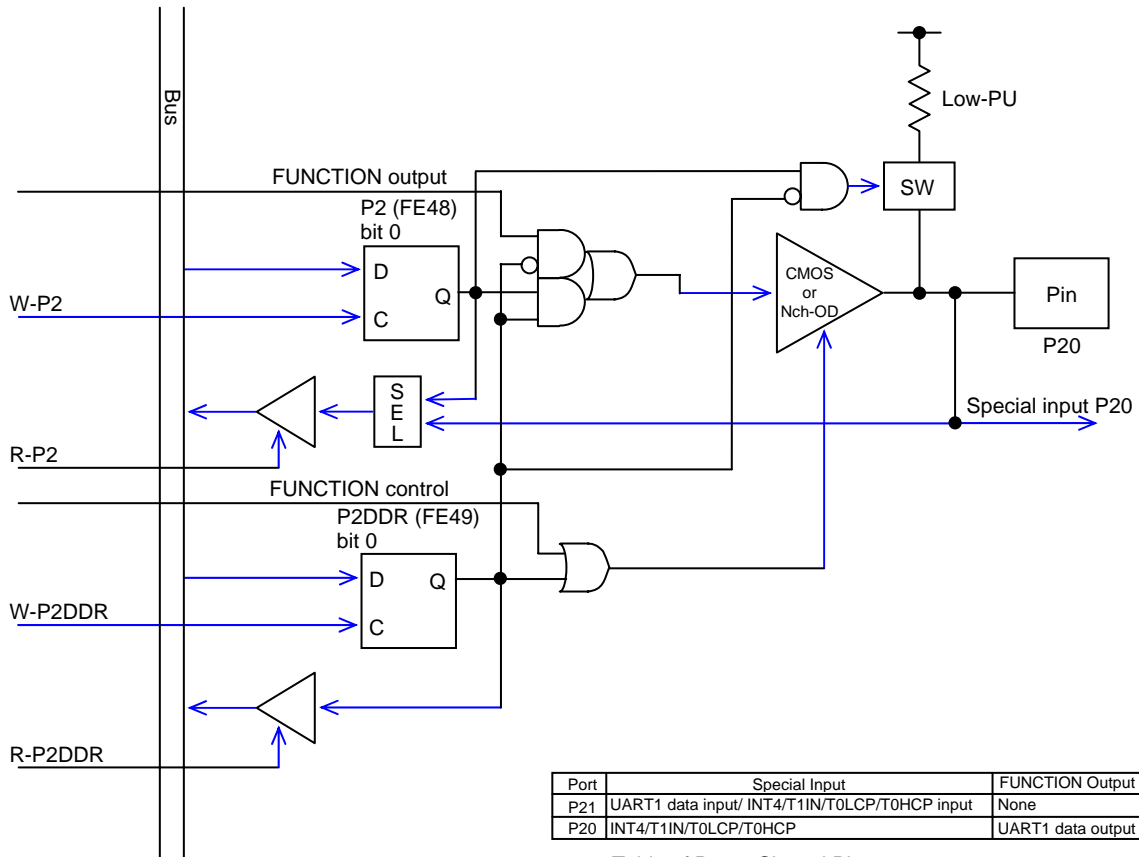 Bus
Low-PU
FUNCTION output
SW
P2 (FE48)
bit 0
D
Q
C
CMOS
or
Nch-OD
Pin
P20
W-P2
SEL
Special input P20
R-P2
FUNCTION control
P2DDR (FE49)
bit 0
D
Q
C
W-P2DDR
R-P2DDR
Port Special Input FUNCTION Output
P21 UART1 data input/ INT4/T1IN/T0LCP/T0HCP input None
P20 INT4/T1IN/T0LCP/T0HCP UART1 data output